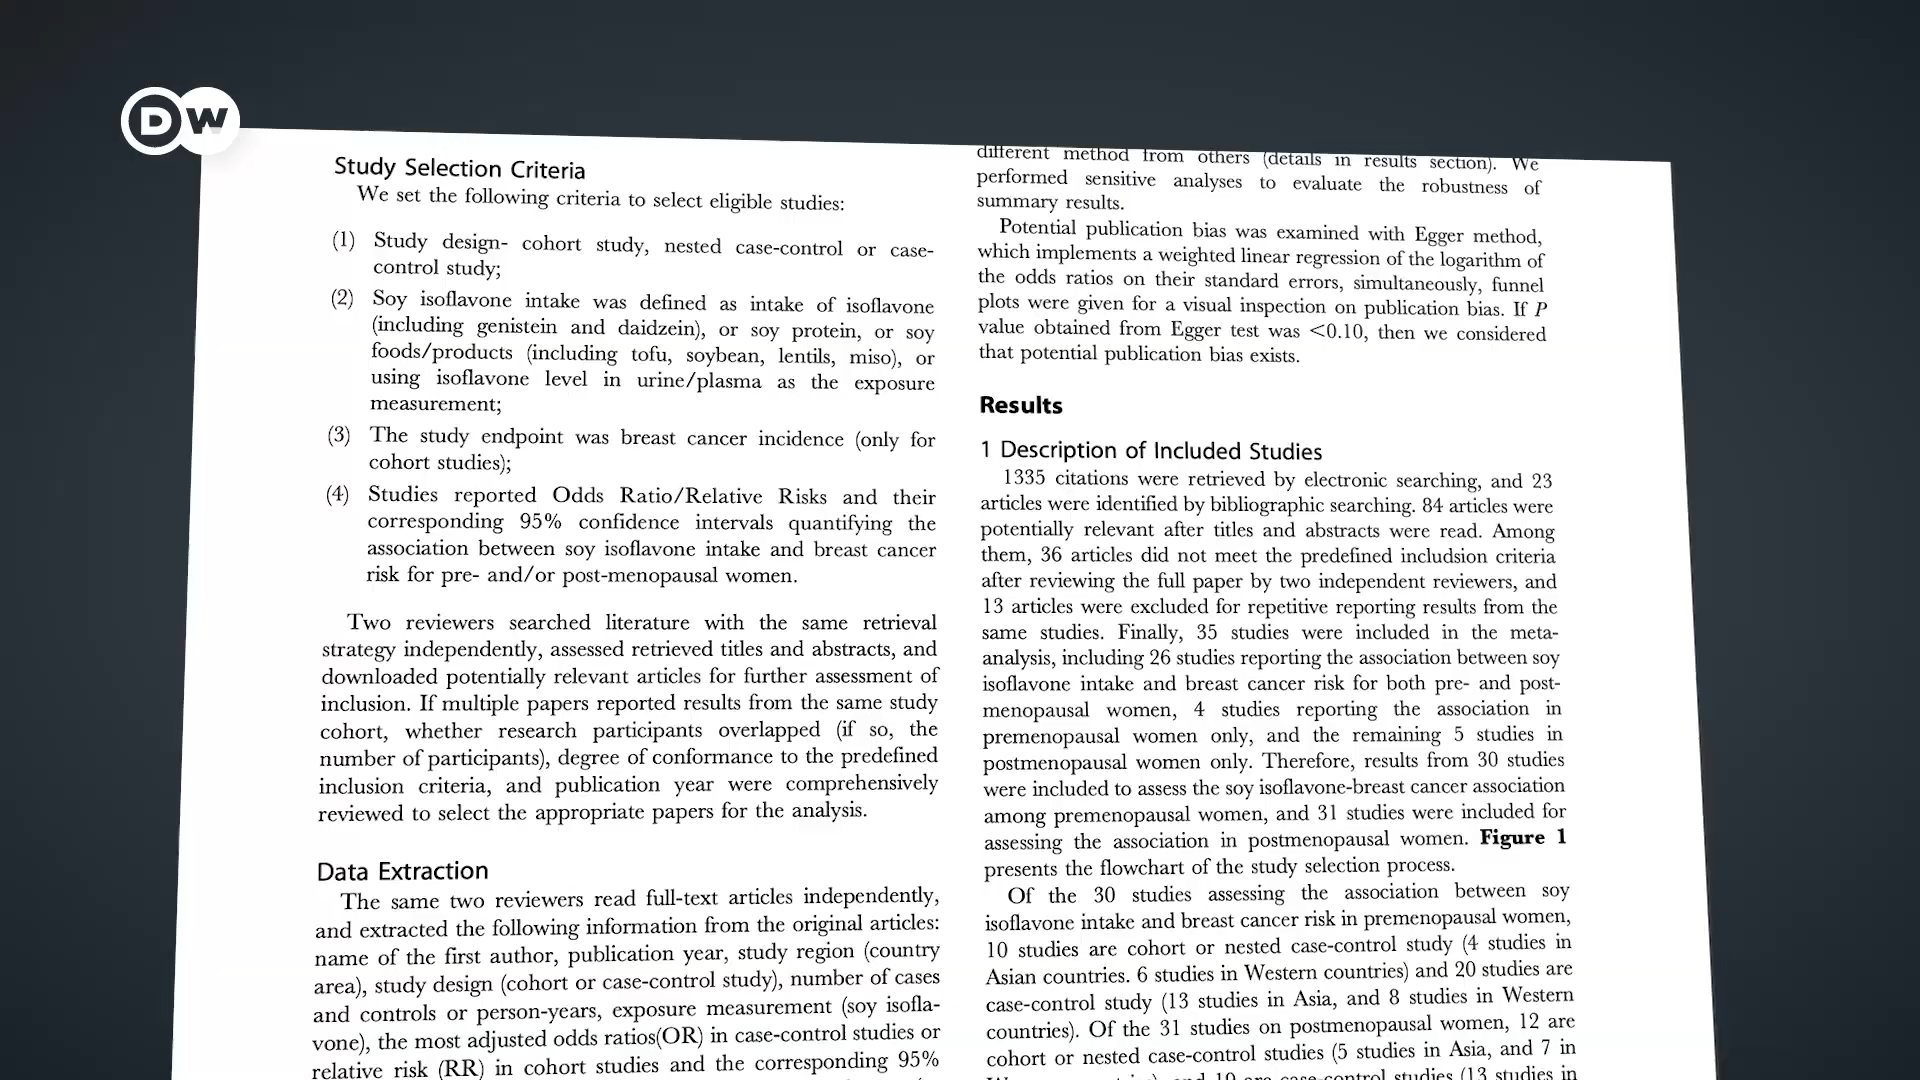 DW
Study Selection Criteria
We set the following criteria to select eligible studies:
(1) Study design- cohort study, nested case-control or case-
control study;
(2) Soy isoflavone intake was defined as intake of isoflavone
(including genistein and daidzein), or soy protein, or soy
foods/products (including tofu, soybean, lentils, miso), or
using isoflavone level in urine/plasma as the exposure
measurement;
(3) The study endpoint was breast cancer incidence (only for
cohort studies);
(4) Studies reported Odds Ratio/Relative Risks and their
corresponding 95% confidence intervals quantifying the
association between soy isoflavone intake and breast cancer
risk for pre- and/or post-menopausal women.
Two reviewers searched literature with the same retrieval
strategy independently, assessed retrieved titles and abstracts, and
downloaded potentially relevant articles for further assessment of
inclusion. If multiple papers reported results from the same study
cohort, whether research participants overlapped (if so, the
number of participants), degree of conformance to the predefined
inclusion criteria, and publication year were comprehensively
reviewed to select the appropriate papers for the analysis.
Data Extraction
The same two reviewers read full-text articles independently,
and extracted the following information from the original articles:
name of the first author, publication year, study region (country
area), study design (cohort or case-control study), number of cases
and controls or person-years, exposure measurement (soy isofla-
vone), the most adjusted odds ratios(OR) in case-control studies or
relative risk (RR) in cohort studies and the corresponding 95%
different method from others (details in results section). We
performed sensitive analyses to evaluate the robustness of
summary results.
Potential publication bias was examined with Egger method,
which implements a weighted linear regression of the logarithm of
the odds ratios on their standard errors, simultaneously, funnel
plots were given for a visual inspection on publication bias. If P
value obtained from Egger test was <0.10, then we considered
that potential publication bias exists.
Results
1 Description of Included Studies
1335 citations were retrieved by electronic searching, and 23
articles were identified by bibliographic searching. 84 articles were
potentially relevant after titles and abstracts were read. Among
them, 36 articles did not meet the predefined includsion criteria
after reviewing the full paper by two independent reviewers, and
13 articles were excluded for repetitive reporting results from the
same studies. Finally, 35 studies were included in the meta-
analysis, including 26 studies reporting the association between soy
isoflavone intake and breast cancer risk for both pre- and post-
menopausal women, 4 studies reporting the association in
premenopausal women only, and the remaining 5 studies in
postmenopausal women only. Therefore, results from 30 studies
were included to assess the soy isoflavone-breast cancer association
among premenopausal women, and 31 studies were included for
assessing the association in postmenopausal women. Figure 1
presents the flowchart of the study selection process.
Of the 30 studies assessing the association between soy
isoflavone intake and breast cancer risk in premenopausal women,
10 studies are cohort or nested case-control study (4 studies in
Asian countries. 6 studies in Western countries) and 20 studies are
case-control study (13 studies in Asia, and 8 studies in Western
countries). Of the 31 studies on postmenopausal women, 12 are
cohort or nested case-control studies (5 studies in Asia, and 7 in
and 19 are case-control studies (13 studies in